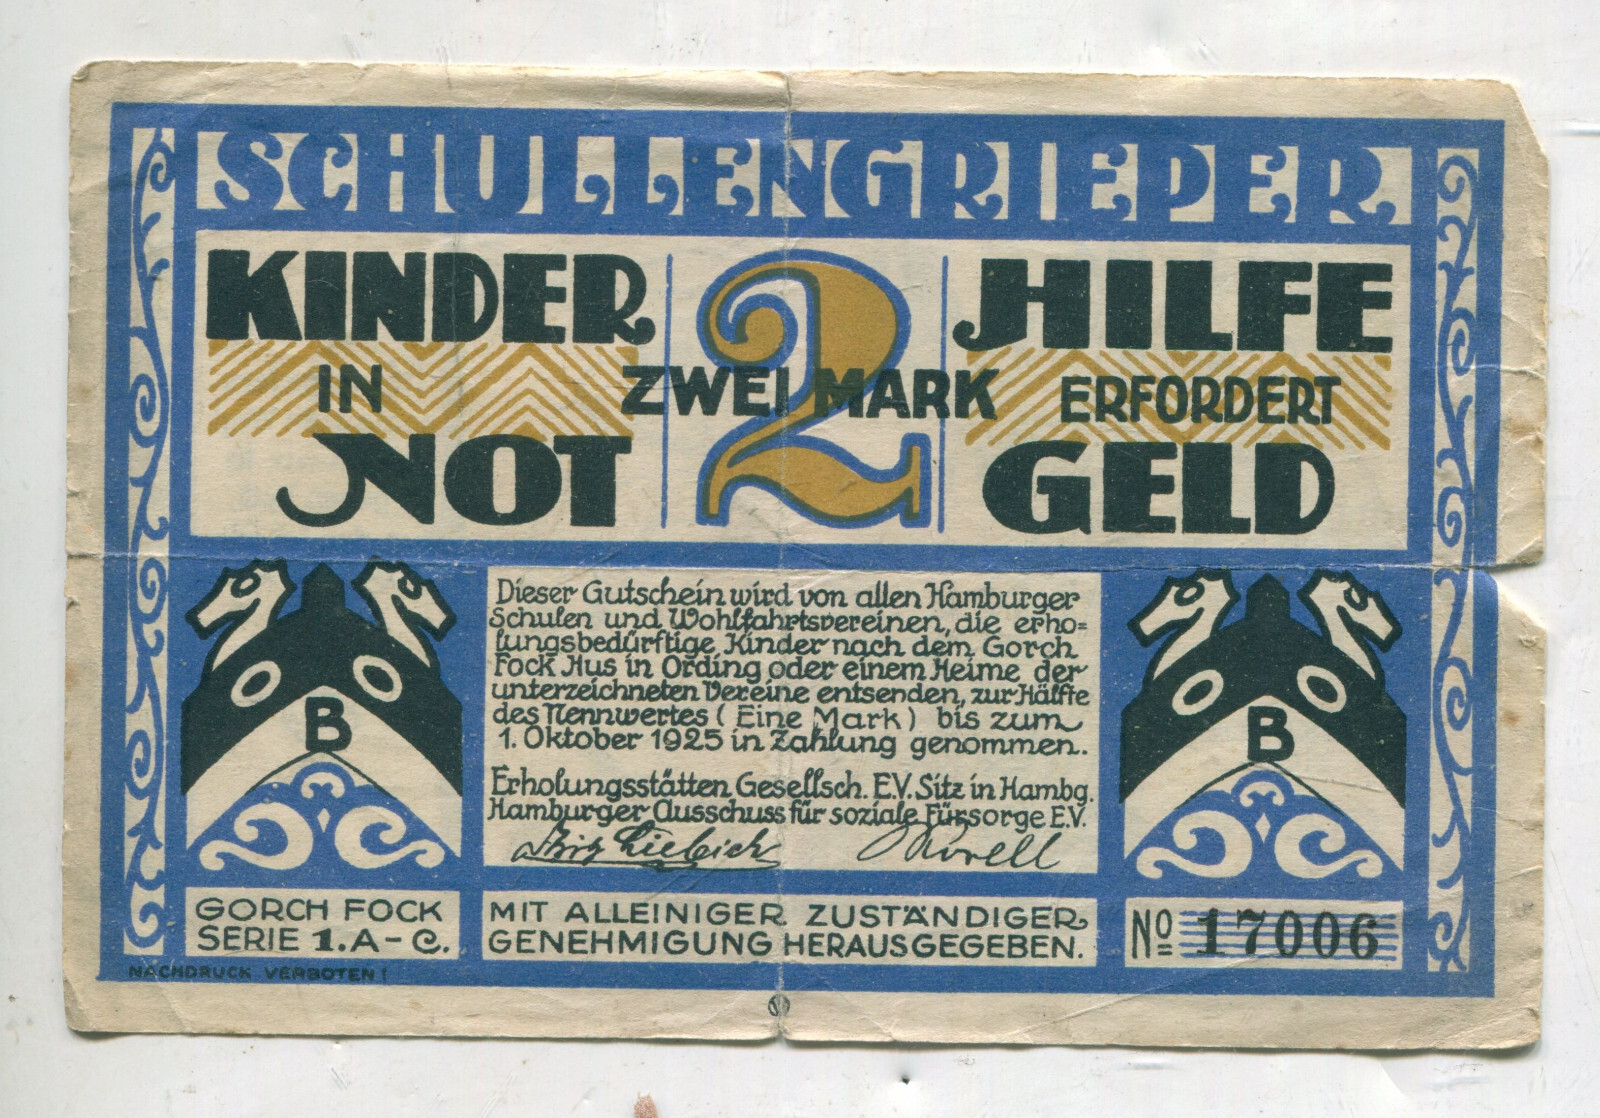 SCHULLENGRIEPER
KINDER
IN
NOT
2
ZWEI MARK
HILFE
ERFORDERT
GELD
Dieser Gutschein wird von allen Hamburger
Schulen und Wohlfahrtsvereinen, die erho=
lungsbedürftige Kinder nach dem Gorch
Fock Hus in Ording oder einem Heime der
unterzeichneten Vereine entsenden, zur Hälfte
des Nennwertes (Eine Mark) bis zum
1. Oktober 1925 in Zahlung genommen.
Erholungsstätten Gesellsch. E.V. Sitz in Hambg.
Hamburger Ausschuss für soziale Fürsorge E.V.
B
B
GORCH FOCK
SERIE 1.A-C.
MIT ALLEINIGER ZUSTÄNDIGER
GENEHMIGUNG HERAUSGEGEBEN.
No 17006
NACHDRUCK VERBOTEN!